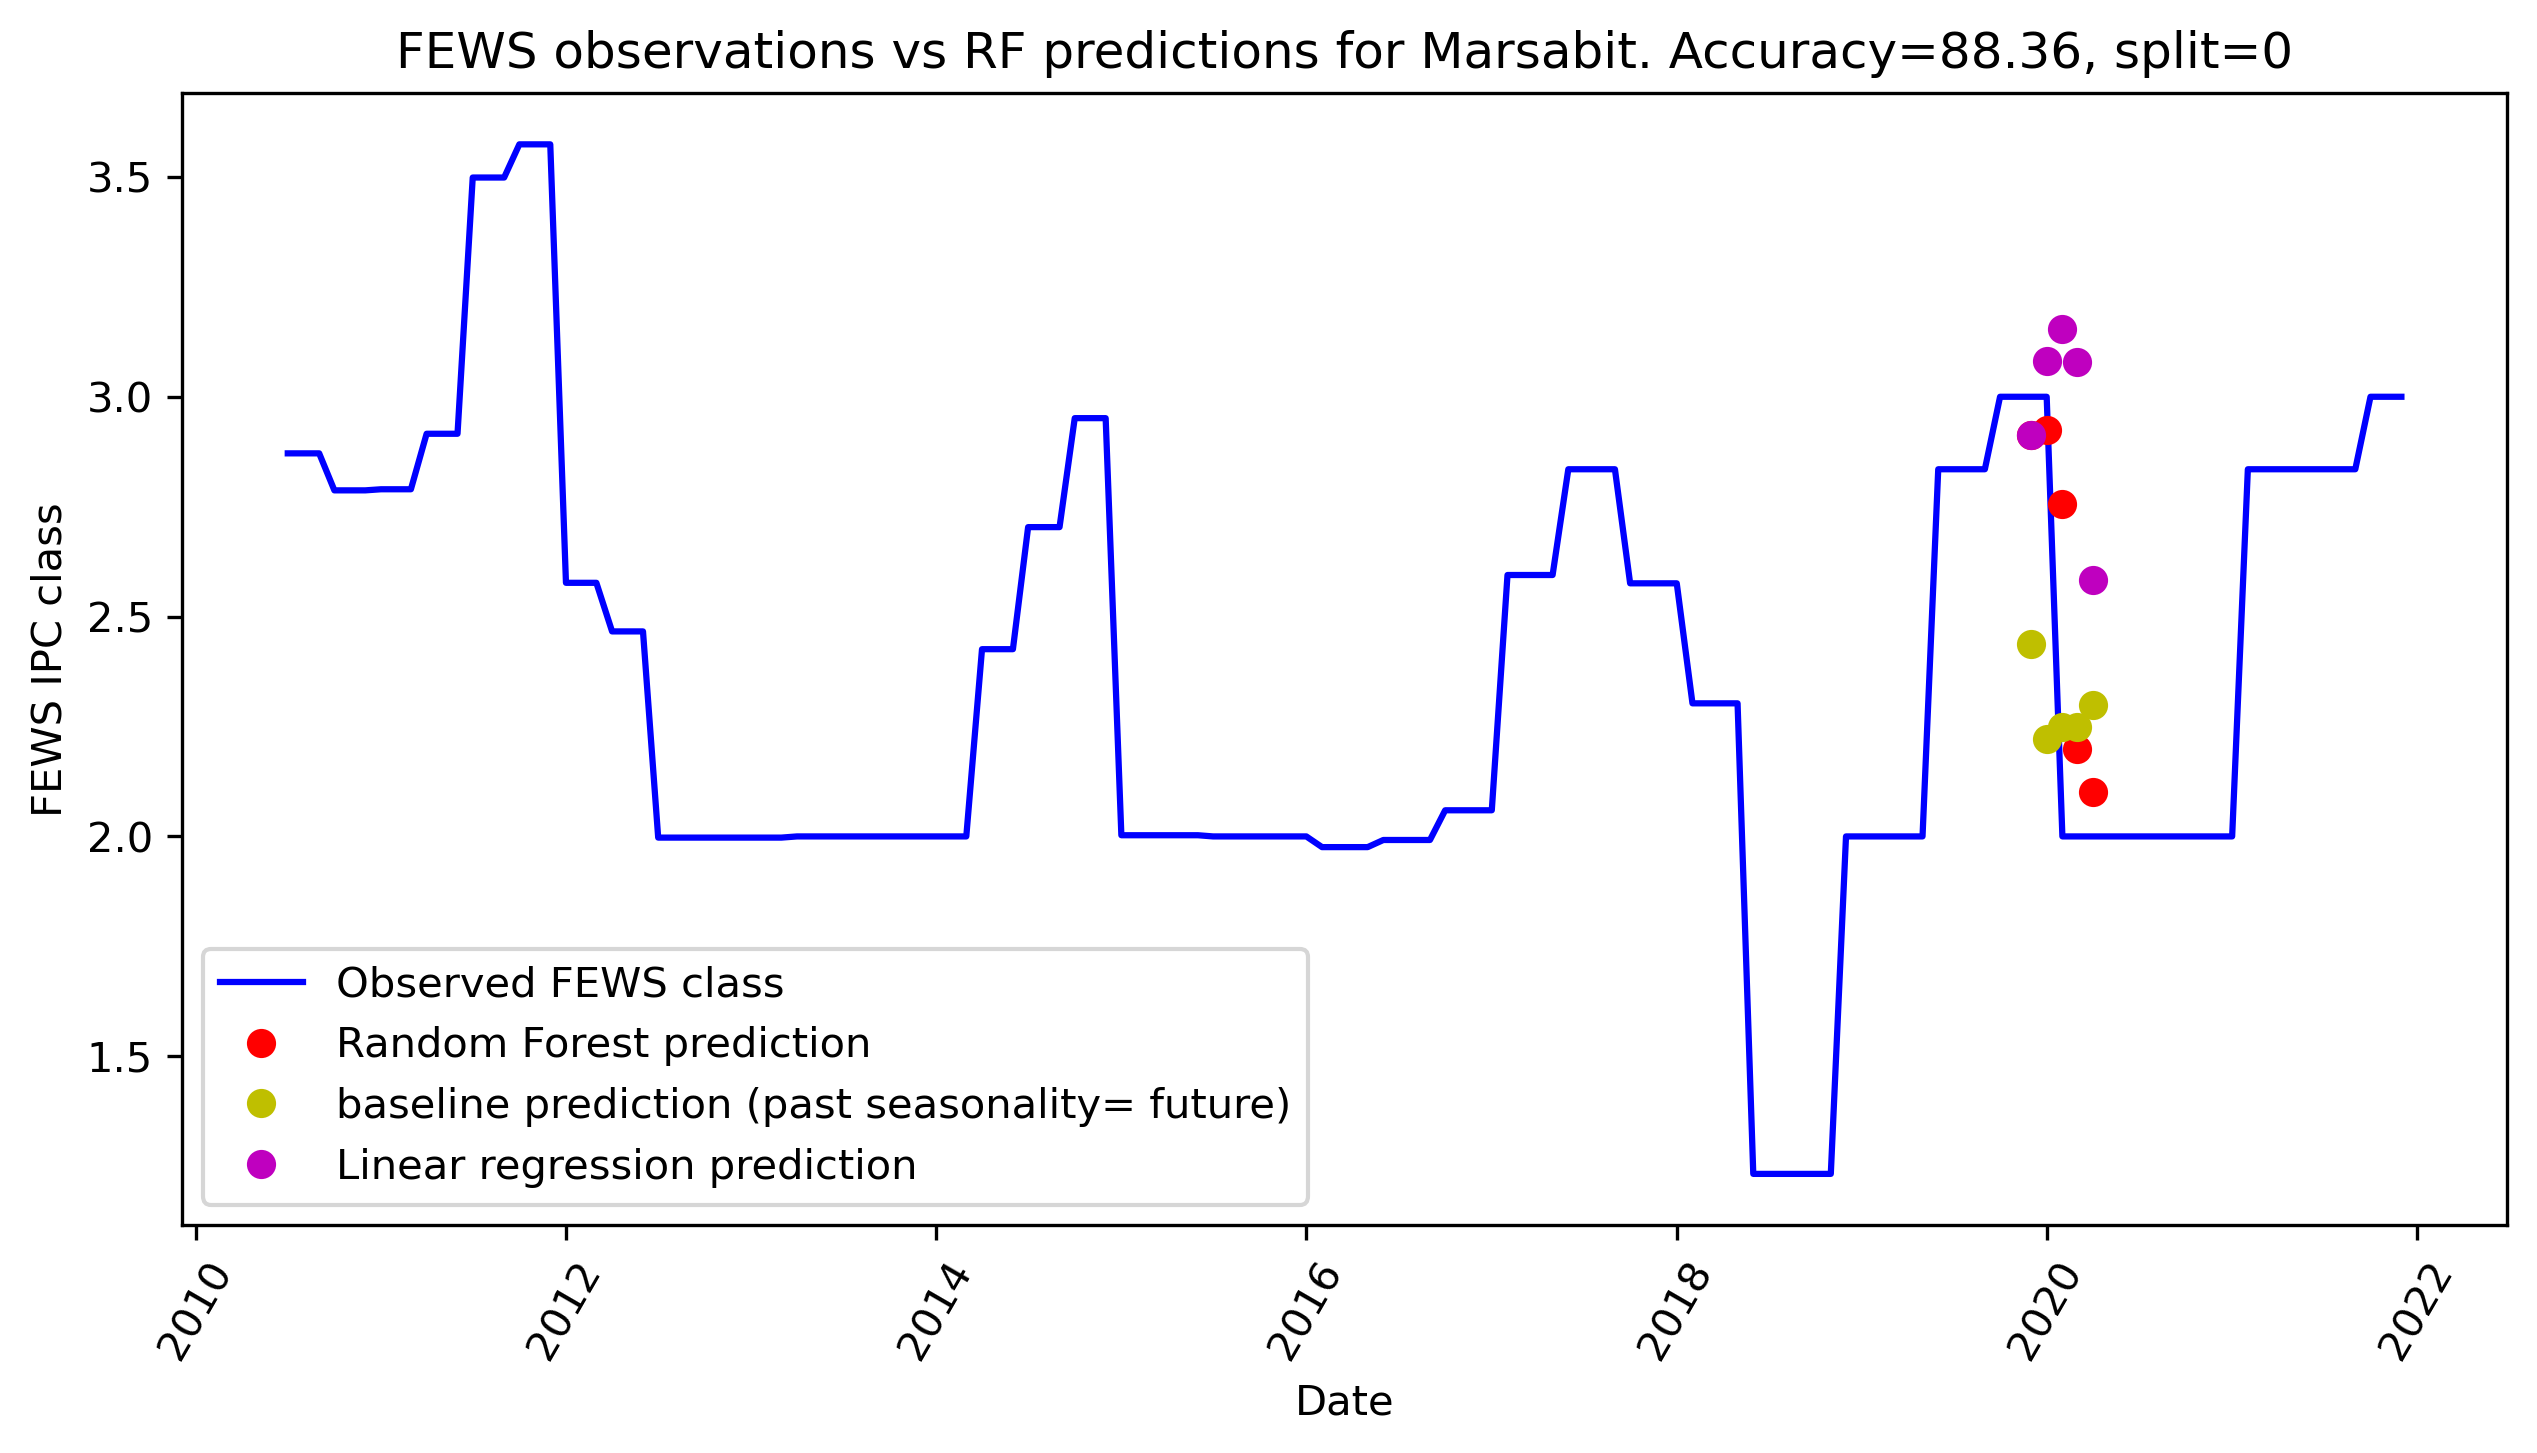 FEWS observations vs RF predictions for Marsabit. Accuracy=88.36, split=0
FEWS IPC class
3.5
3.0
2.5
2.0
1.5
Observed FEWS class
Random Forest prediction
baseline prediction (past seasonality= future)
Linear regression prediction
2010
2012
2014
2016
2018
2020
2022
Date